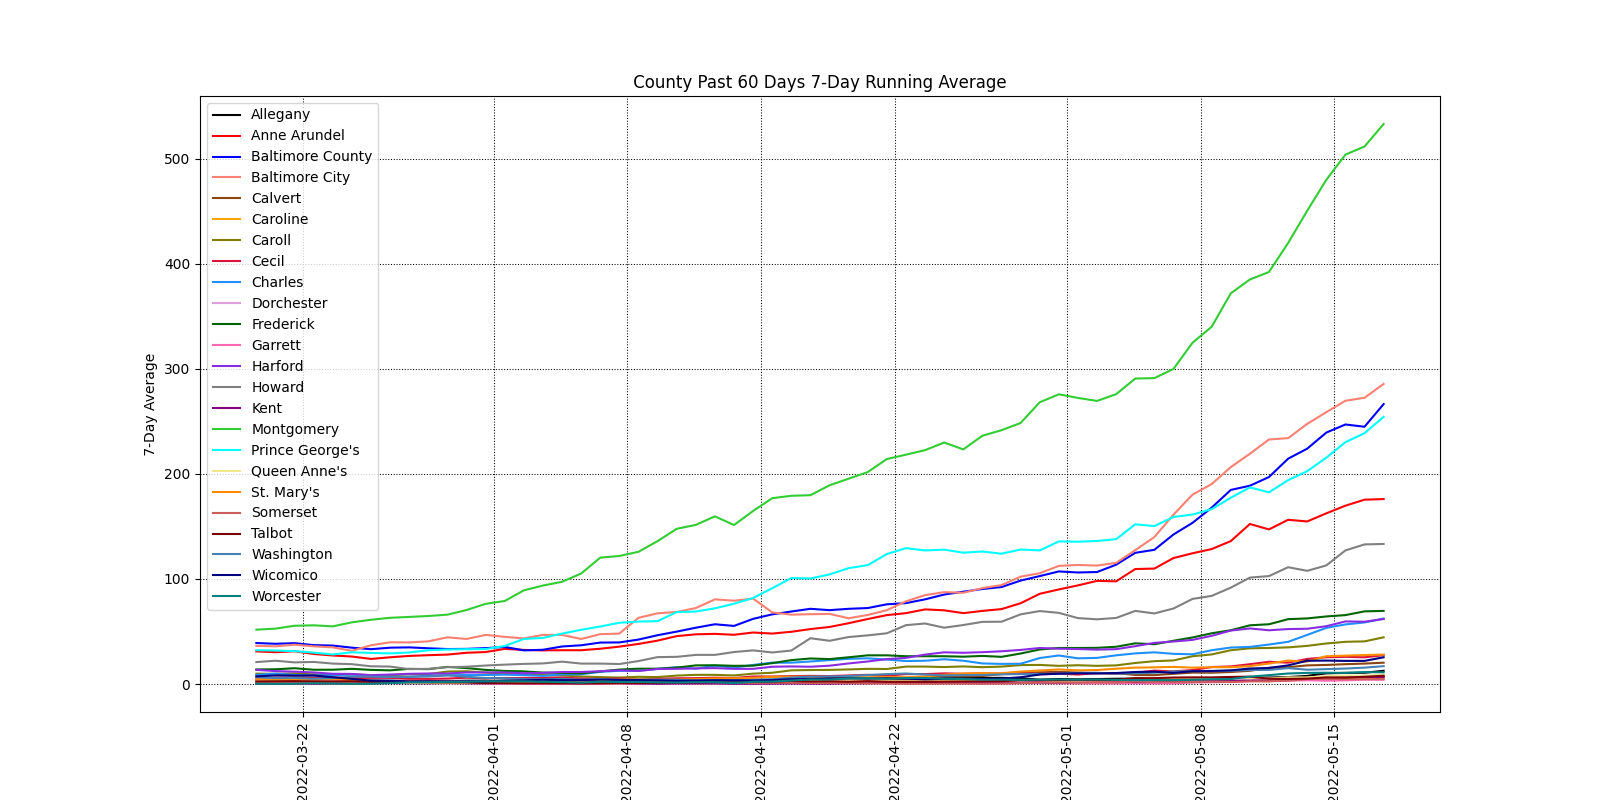 County Past 60 Days 7-Day Running Average
7-Day Average
500
400
300
200
100
0
Allegany
Anne Arundel
Baltimore County
Baltimore City
Calvert
Caroline
Caroll
Cecil
Charles
Dorchester
Frederick
Garrett
Harford
Howard
Kent
Montgomery
Prince George's
Queen Anne's
St. Mary's
Somerset
Talbot
Washington
Wicomico
Worcester
2022-03-22
2022-04-01
2022-04-08
2022-04-15
2022-04-22
2022-05-01
2022-05-08
2022-05-15